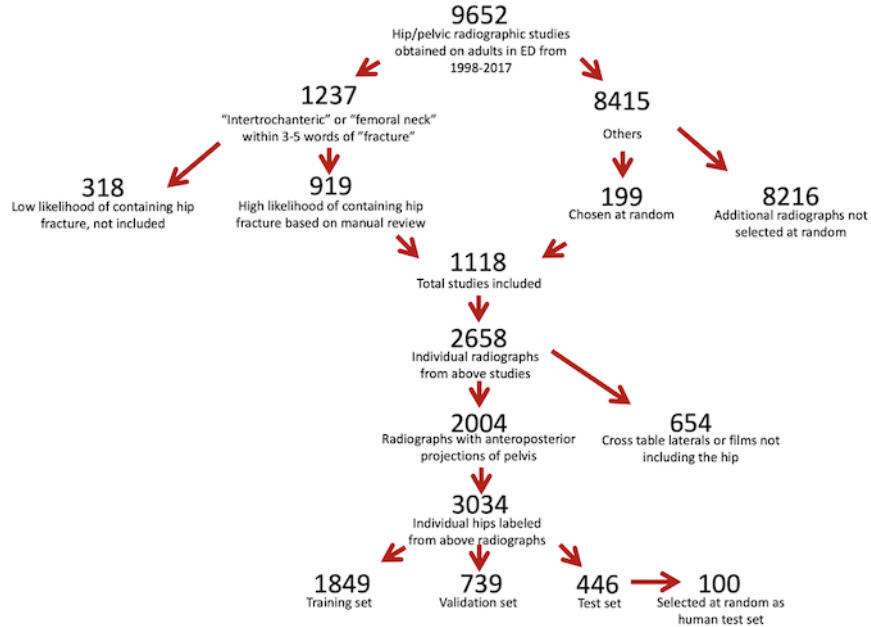 9652
Hip/pelvic radiographic studies
obtained on adults in ED from
1998-2017
1237
“Intertrochanteric” or “femoral neck”
within 3-5 words of ”fracture”
8415
Others
318
Low likelihood of containing hip
fracture, not included
919
High likelihood of containing hip
fracture based on manual review
199
Chosen at random
8216
Additional radiographs not
selected at random
1118
Total studies included
2658
Individual radiographs
from above studies
2004
Radiographs with anteroposterior
projections of pelvis
654
Cross table laterals or films not
including the hip
3034
Individual hips labeled
from above radiographs
1849
Training set
739
Validation set
446
Test set
100
Selected at random as
human test set